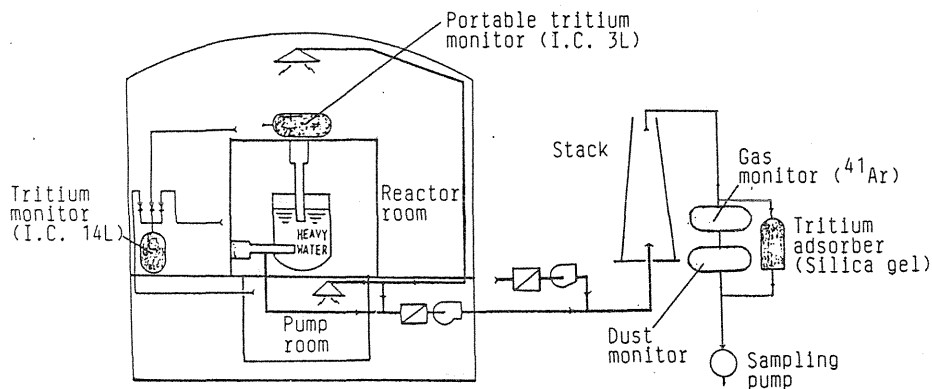 Portable tritium
monitor (I.C. 3L)
Stack
Gas
monitor (⁴¹Ar)
Tritium
monitor
(I.C. 14L)
Reactor
room
HEAVY
WATER
Tritium
adsorber
(Silica gel)
Pump
room
Dust
monitor
Sampling
pump